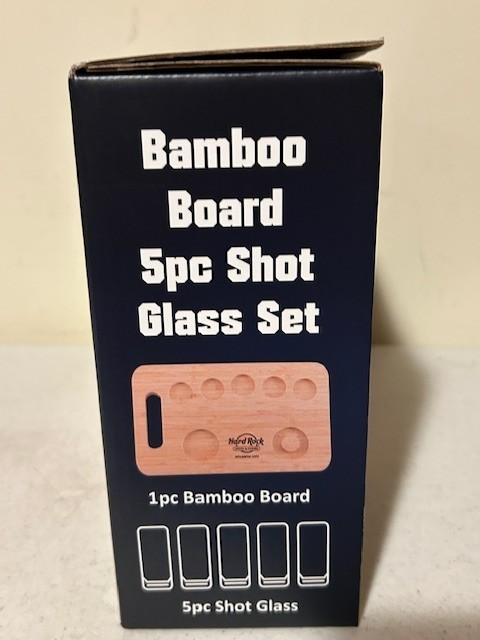 Bamboo
Board
5pc Shot
Glass Set
Hard Rock
1pc Bamboo Board
5pc Shot Glass